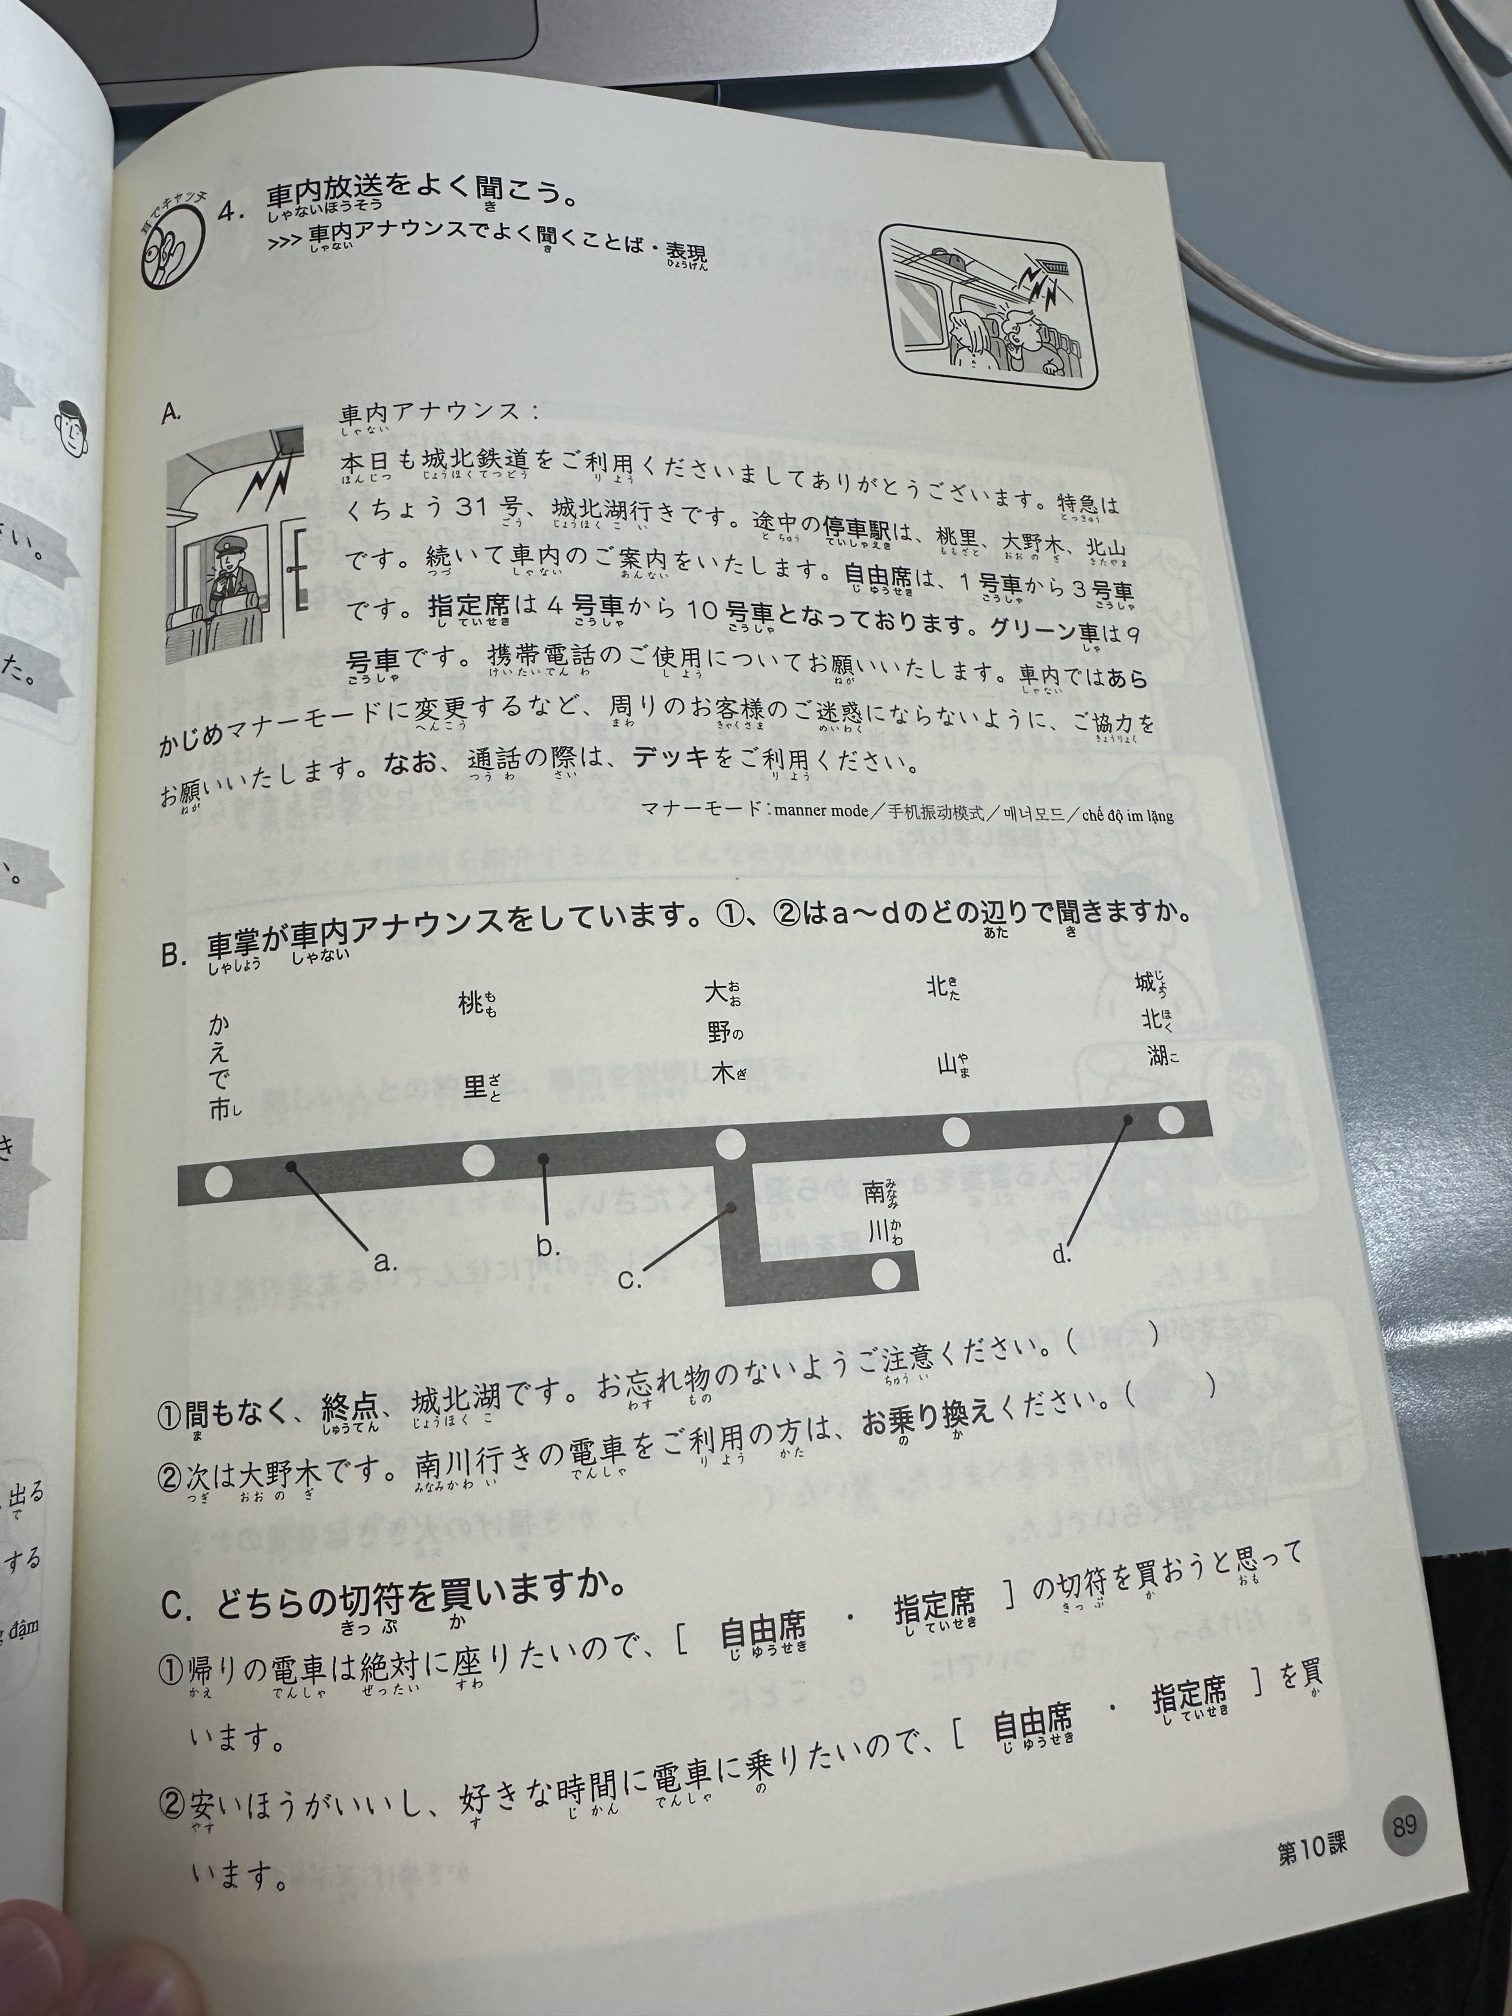 耳でキャッチ
4. 車内放送をよく聞こう。
>>> 車内アナウンスでよく聞くことば・表現
A.
車内アナウンス：
本日も城北鉄道をご利用くださいましてありがとうございます。特急は
くちょう 31 号、城北湖行きです。途中の停車駅は、桃里、大野木、北山
です。続いて車内のご案内をいたします。自由席は、1 号車から 3 号車
です。指定席は 4 号車から 10 号車となっております。グリーン車は 9
号車です。携帯電話のご使用についてお願いいたします。車内ではあら
かじめマナーモードに変更するなど、周りのお客様のご迷惑にならないように、ご協力を
お願いいたします。なお、通話の際は、デッキをご利用ください。
マナーモード：manner mode／手机振动模式／매너모드／chế độ im lặng
B. 車掌が車内アナウンスをしています。①、②はa～dのどの辺りで聞きますか。
かえで市
桃里
大野木
北山
城北湖
南川
a.
b.
c.
d.
①間もなく、終点、城北湖です。お忘れ物のないようご注意ください。（　　）
②次は大野木です。南川行きの電車をご利用の方は、お乗り換えください。（　　）
C. どちらの切符を買いますか。
①帰りの電車は絶対に座りたいので、［ 自由席 ・ 指定席 ］の切符を買おうと思って
います。
②安いほうがいいし、好きな時間に電車に乗りたいので、［ 自由席 ・ 指定席 ］を買
います。
第10課
89
さい。
た。
出る
する
đậm